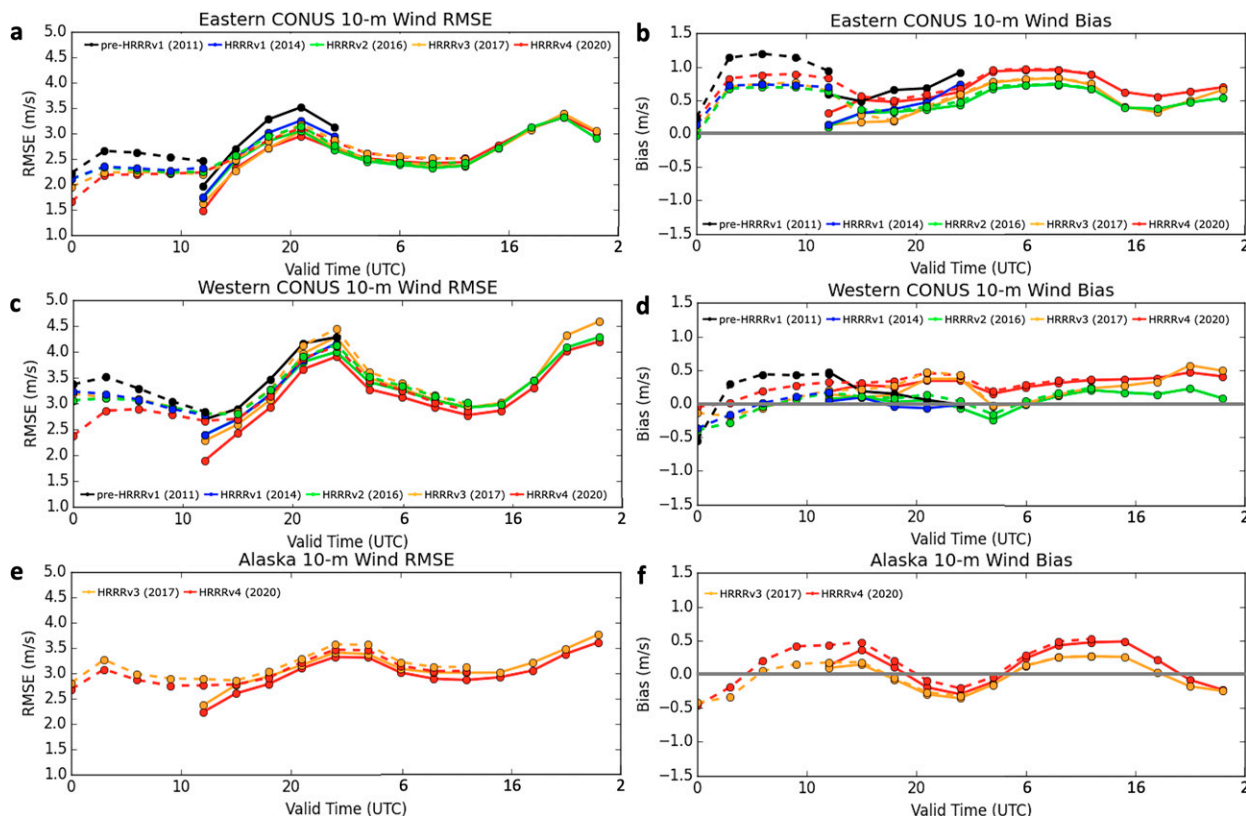 a
Eastern CONUS 10-m Wind RMSE
5.0
4.5
4.0
3.5
3.0
2.5
2.0
1.5
1.0
RMSE (m/s)
pre-HRRRv1 (2011) HRRRv1 (2014) HRRRv2 (2016) HRRRv3 (2017) HRRRv4 (2020)
0 10 20 6 16 2
Valid Time (UTC)
b
Eastern CONUS 10-m Wind Bias
1.5
1.0
0.5
0.0
−0.5
−1.0
−1.5
Bias (m/s)
pre-HRRRv1 (2011) HRRRv1 (2014) HRRRv2 (2016) HRRRv3 (2017) HRRRv4 (2020)
0 10 20 6 16 2
Valid Time (UTC)
c
Western CONUS 10-m Wind RMSE
5.0
4.5
4.0
3.5
3.0
2.5
2.0
1.5
1.0
RMSE (m/s)
pre-HRRRv1 (2011) HRRRv1 (2014) HRRRv2 (2016) HRRRv3 (2017) HRRRv4 (2020)
0 10 20 6 16 2
Valid Time (UTC)
d
Western CONUS 10-m Wind Bias
1.5
1.0
0.5
0.0
−0.5
−1.0
−1.5
Bias (m/s)
pre-HRRRv1 (2011) HRRRv1 (2014) HRRRv2 (2016) HRRRv3 (2017) HRRRv4 (2020)
0 10 20 6 16 2
Valid Time (UTC)
e
Alaska 10-m Wind RMSE
5.0
4.5
4.0
3.5
3.0
2.5
2.0
1.5
1.0
RMSE (m/s)
HRRRv3 (2017) HRRRv4 (2020)
0 10 20 6 16 2
Valid Time (UTC)
f
Alaska 10-m Wind Bias
1.5
1.0
0.5
0.0
−0.5
−1.0
−1.5
Bias (m/s)
HRRRv3 (2017) HRRRv4 (2020)
0 10 20 6 16 2
Valid Time (UTC)